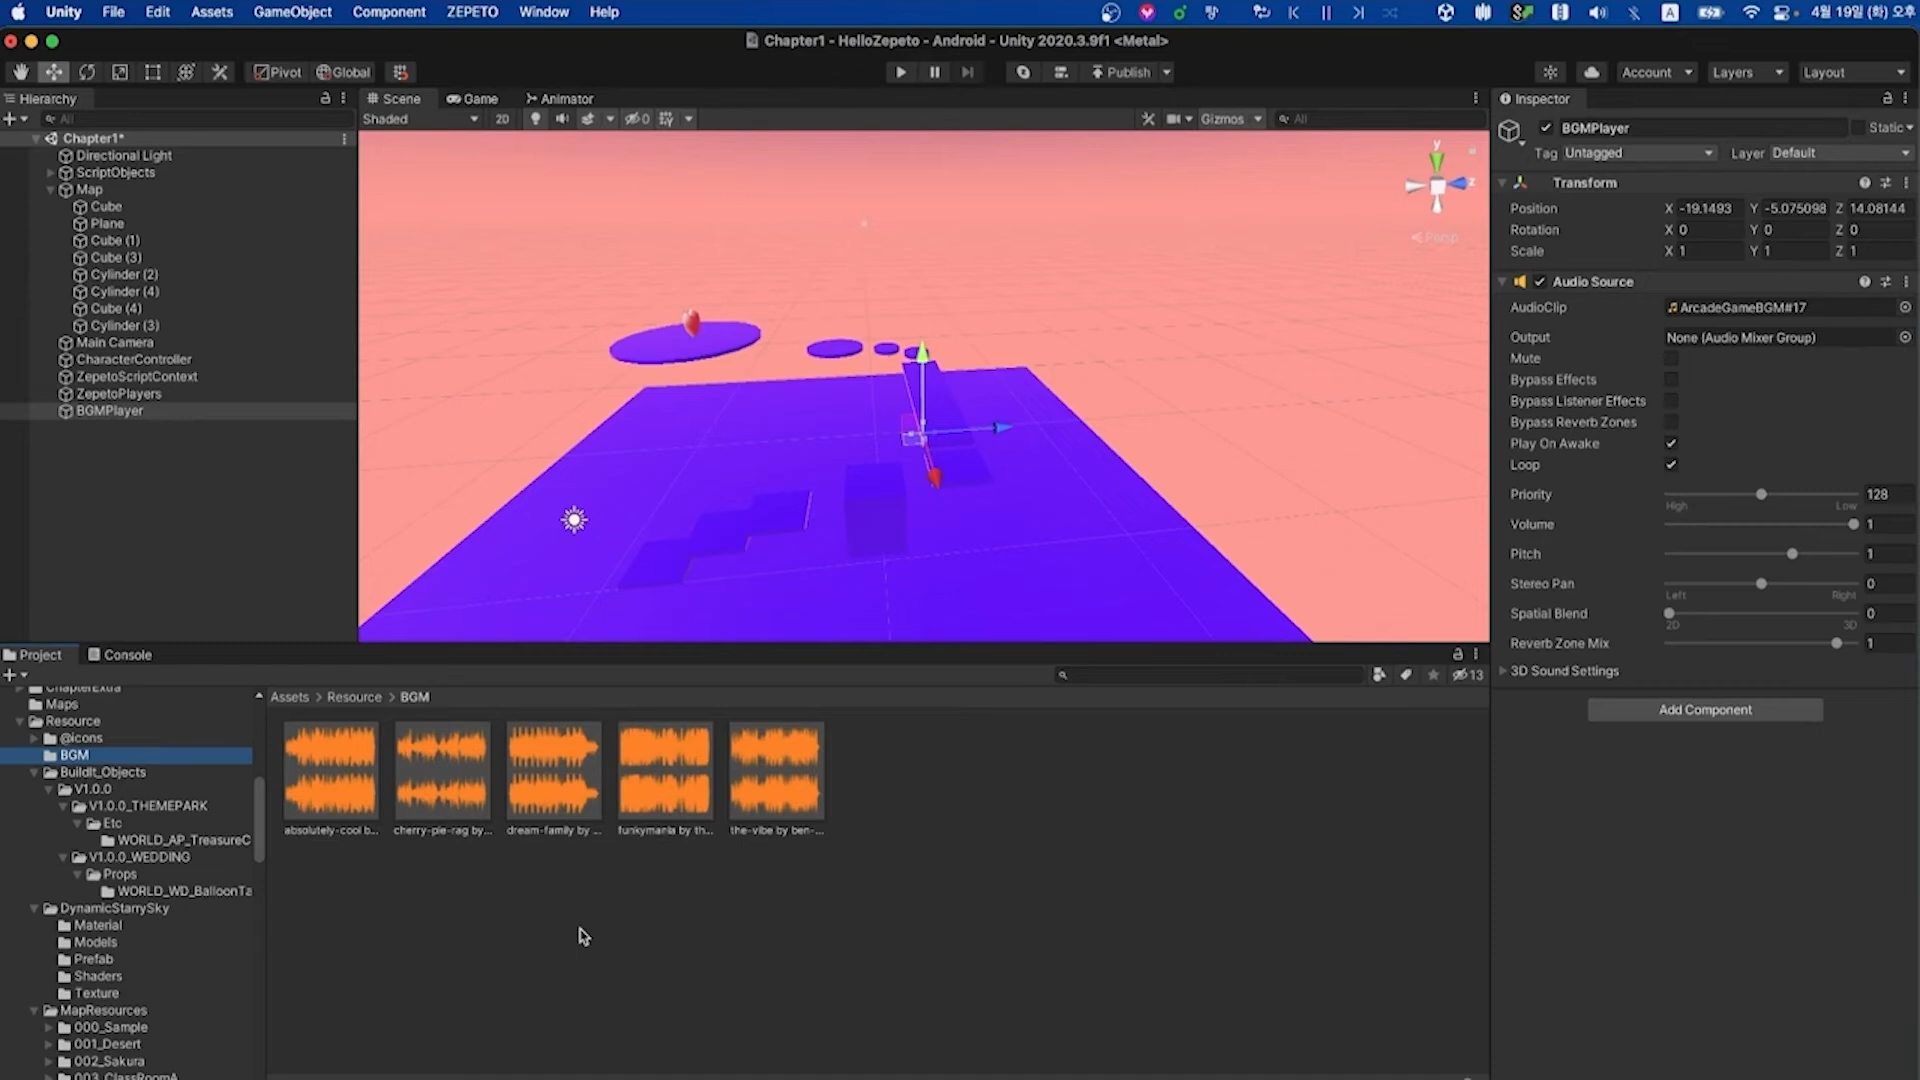 Unity File Edit Assets GameObject Component ZEPETO Window Help A 4월 19일 (화) 오후
Chapter1 - HelloZepeto - Android - Unity 2020.3.9f1 <Metal>
Pivot Global Publish Account Layers Layout
Hierarchy Scene Game Animator Inspector
All Shaded 2D 0 Gizmos All
BGMPlayer Static
Tag Untagged Layer Default
Chapter1*
Directional Light
ScriptObjects
Map
Cube
Plane
Cube (1)
Cube (3)
Cylinder (2)
Cylinder (4)
Cube (4)
Cylinder (3)
Main Camera
CharacterController
ZepetoScriptContext
ZepetoPlayers
BGMPlayer
y
z
< Persp
Transform
Position X -19.1493 Y -5.075098 Z 14.08144
Rotation X 0 Y 0 Z 0
Scale X 1 Y 1 Z 1
Audio Source
AudioClip ArcadeGameBGM#17
Output None (Audio Mixer Group)
Mute
Bypass Effects
Bypass Listener Effects
Bypass Reverb Zones
Play On Awake
Loop
Priority 128
High Low
Volume 1
Pitch 1
Stereo Pan 0
Left Right
Spatial Blend 0
2D 3D
Reverb Zone Mix 1
3D Sound Settings
Add Component
Project Console
13
ChapterExtra
Maps
Resource
@icons
BGM
BuildIt_Objects
V1.0.0
V1.0.0_THEMEPARK
Etc
WORLD_AP_TreasureC
V1.0.0_WEDDING
Props
WORLD_WD_BalloonTa
DynamicStarrySky
Material
Models
Prefab
Shaders
Texture
MapResources
000_Sample
001_Desert
002_Sakura
003_ClassRoomA
Assets > Resource > BGM
absolutely-cool b... cherry-pie-rag by... dream-family by ... funkymania by th... the-vibe by ben-...